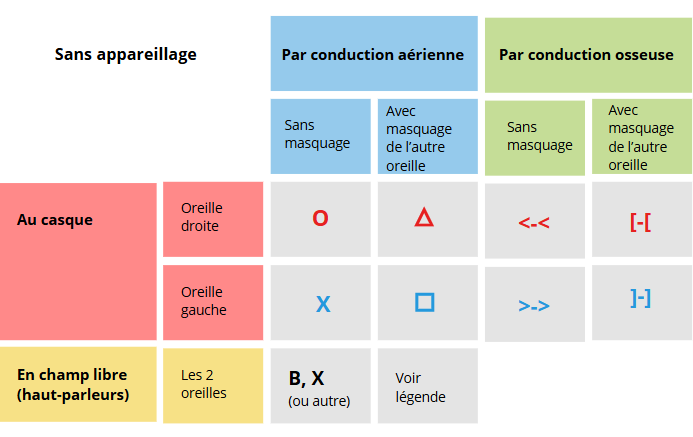 Sans appareillage
Par conduction aérienne
Par conduction osseuse
Sans
masquage
Avec
masquage
de l'autre
oreille
Sans
masquage
Avec
masquage
de l'autre
oreille
Au casque
Oreille
droite
O
△
<-<
[-[
Oreille
gauche
X
□
>->
]-]
En champ libre
(haut-parleurs)
Les 2
oreilles
B, X
(ou autre)
Voir
légende